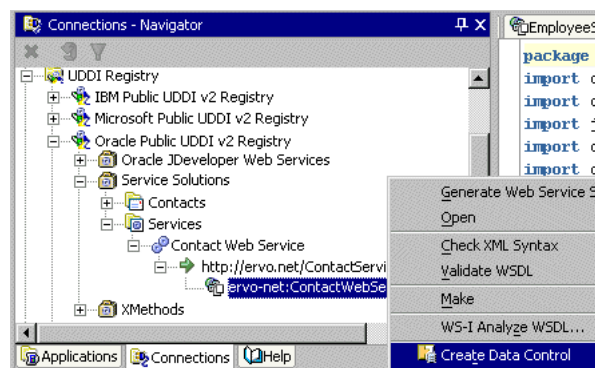 Connections - Navigator
UDDI Registry
IBM Public UDDI v2 Registry
Microsoft Public UDDI v2 Registry
Oracle Public UDDI v2 Registry
Oracle JDeveloper Web Services
Service Solutions
Contacts
Services
Contact Web Service
http://ervo.net/ContactServi
ervo-net:ContactWebSe
XMethods
Applications
Connections
Help
EmployeeS
package
import
import
import
import
import
Generate Web Service S
Open
Check XML Syntax
Validate WSDL
Make
WS-I Analyze WSDL...
Create Data Control